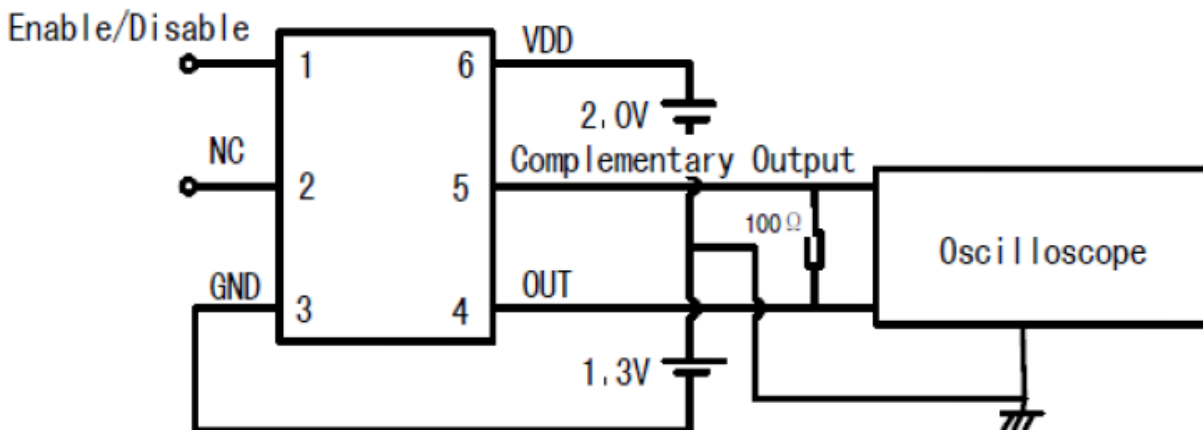 Enable/Disable
1
6
VDD
2.0V
NC
Complementary Output
2
5
100Ω
Oscilloscope
GND
OUT
3
4
1.3V